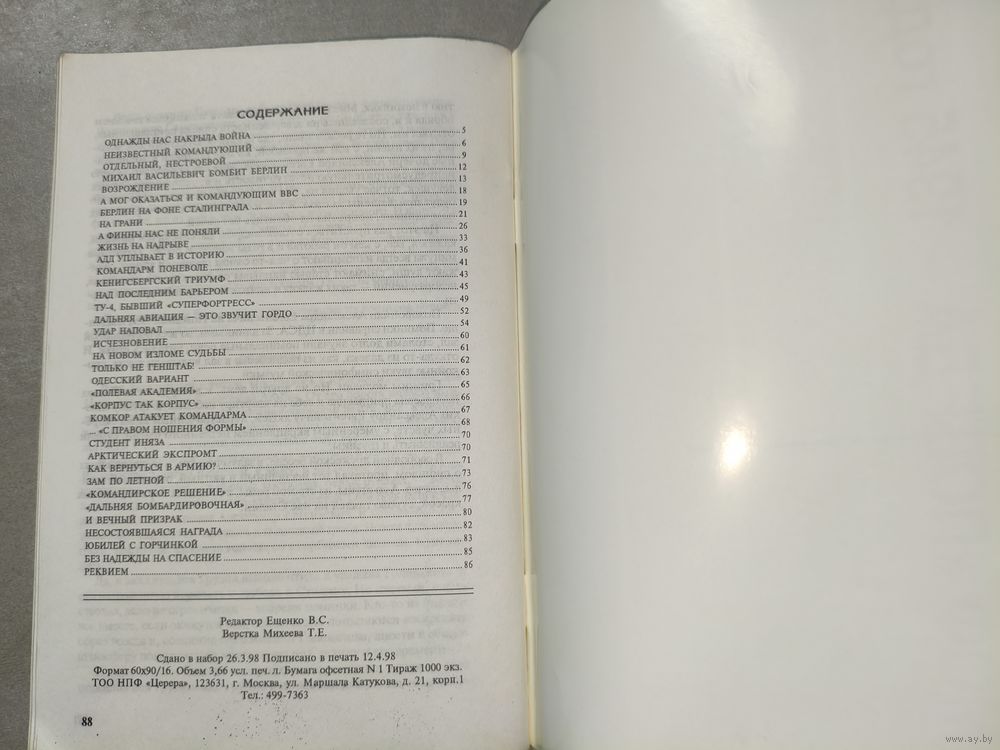 СОДЕРЖАНИЕ
ОДНАЖДЫ НАС НАКРЫЛА ВОЙНА ... 5
НЕИЗВЕСТНЫЙ КОМАНДУЮЩИЙ ... 6
ОТДЕЛЬНЫЙ, НЕСТРОЕВОЙ ... 9
МИХАИЛ ВАСИЛЬЕВИЧ БОМБИТ БЕРЛИН ... 12
ВОЗРОЖДЕНИЕ ... 13
А МОГ ОКАЗАТЬСЯ И КОМАНДУЮЩИМ ВВС ... 18
БЕРЛИН НА ФОНЕ СТАЛИНГРАДА ... 19
НА ГРАНИ ... 21
А ФИННЫ НАС НЕ ПОНЯЛИ ... 26
ЖИЗНЬ НА НАДРЫВЕ ... 33
АДД УПЛЫВАЕТ В ИСТОРИЮ ... 36
КОМАНДАРМ ПОНЕВОЛЕ ... 41
КЕНИГСБЕРГСКИЙ ТРИУМФ ... 43
НАД ПОСЛЕДНИМ БАРЬЕРОМ ... 45
ТУ-4, БЫВШИЙ «СУПЕРФОРТРЕСС» ... 49
ДАЛЬНЯЯ АВИАЦИЯ — ЭТО ЗВУЧИТ ГОРДО ... 52
УДАР НАПОВАЛ ... 54
ИСЧЕЗНОВЕНИЕ ... 60
НА НОВОМ ИЗЛОМЕ СУДЬБЫ ... 61
ТОЛЬКО НЕ ГЕНШТАБ! ... 62
ОДЕССКИЙ ВАРИАНТ ... 63
«ПОЛЕВАЯ АКАДЕМИЯ» ... 65
«КОРПУС ТАК КОРПУС» ... 66
КОМКОР АТАКУЕТ КОМАНДАРМА ... 67
... «С ПРАВОМ НОШЕНИЯ ФОРМЫ» ... 68
СТУДЕНТ ИНЯЗА ... 70
АРКТИЧЕСКИЙ ЭКСПРОМТ ... 70
КАК ВЕРНУТЬСЯ В АРМИЮ? ... 71
ЗАМ ПО ЛЕТНОЙ ... 73
«КОМАНДИРСКОЕ РЕШЕНИЕ» ... 76
«ДАЛЬНЯЯ БОМБАРДИРОВОЧНАЯ» ... 77
И ВЕЧНЫЙ ПРИЗРАК ... 80
НЕСОСТОЯВШАЯСЯ НАГРАДА ... 82
ЮБИЛЕЙ С ГОРЧИНКОЙ ... 83
БЕЗ НАДЕЖДЫ НА СПАСЕНИЕ ... 85
РЕКВИЕМ ... 86
Редактор Ещенко В.С.
Верстка Михеева Т.Е.
Сдано в набор 26.3.98 Подписано в печать 12.4.98
Формат 60х90/16. Объем 3,66 усл. печ. л. Бумага офсетная N 1 Тираж 1000 экз.
ТОО НПФ «Церера», 123631, г. Москва, ул. Маршала Катукова, д. 21, корп.1
Тел.: 499-7363
88
www.ay.by